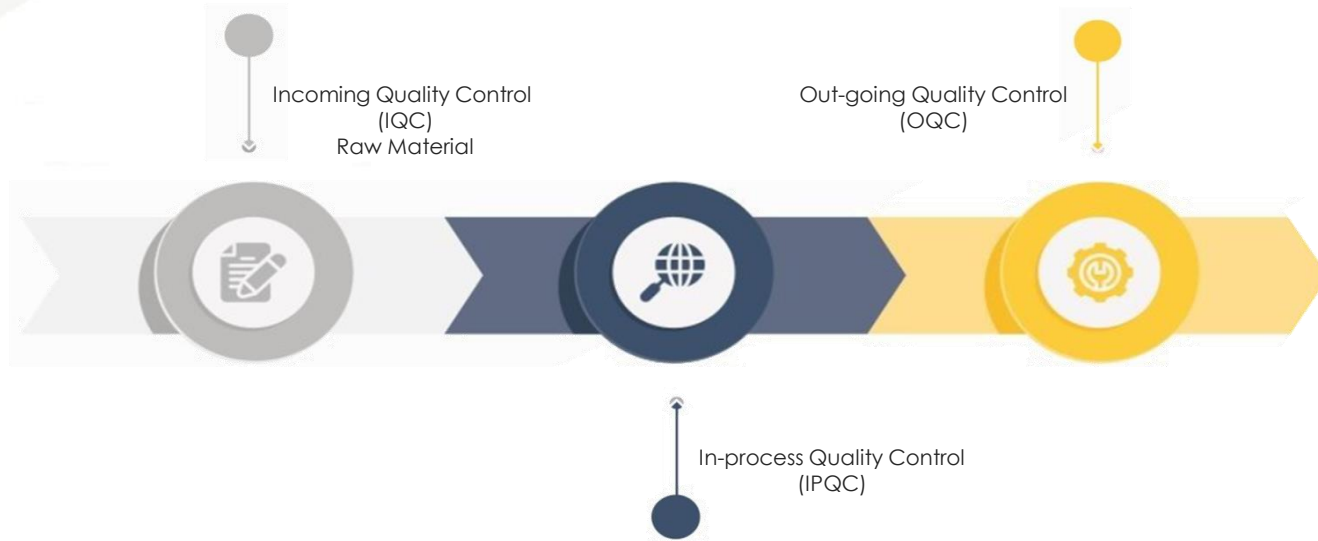 Incoming Quality Control
(IQC)
Raw Material
Out-going Quality Control
(OQC)
In-process Quality Control
(IPQC)